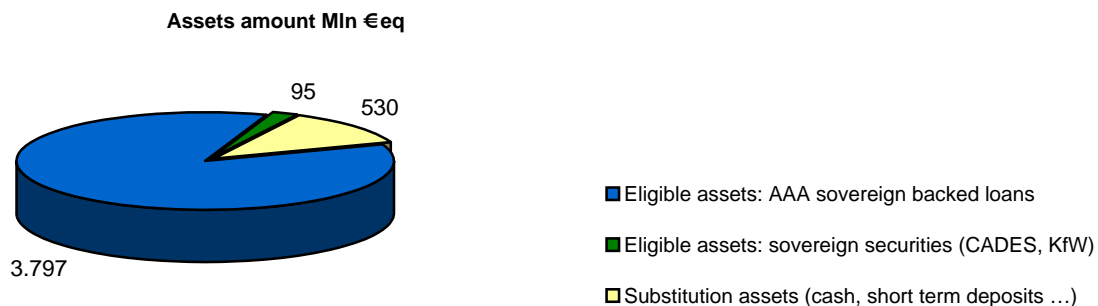 Assets amount Mln €eq
95
530
3.797
Eligible assets: AAA sovereign backed loans
Eligible assets: sovereign securities (CADES, KfW)
Substitution assets (cash, short term deposits …)